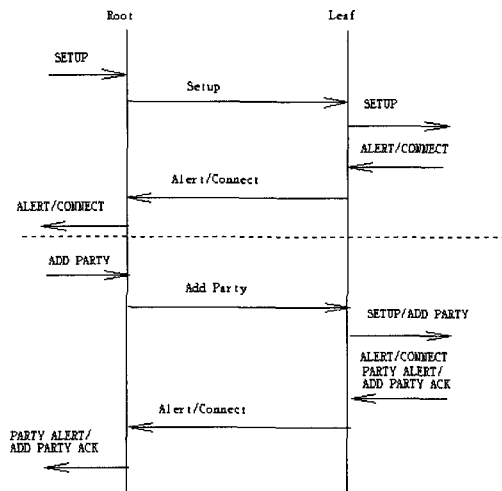 Root
Leaf
SETUP
Setup
SETUP
ALERT/CONNECT
Alert/Connect
ALERT/CONNECT
ADD PARTY
Add Party
SETUP/ADD PARTY
ALERT/CONNECT
PARTY ALERT/
ADD PARTY ACK
Alert/Connect
PARTY ALERT/
ADD PARTY ACK